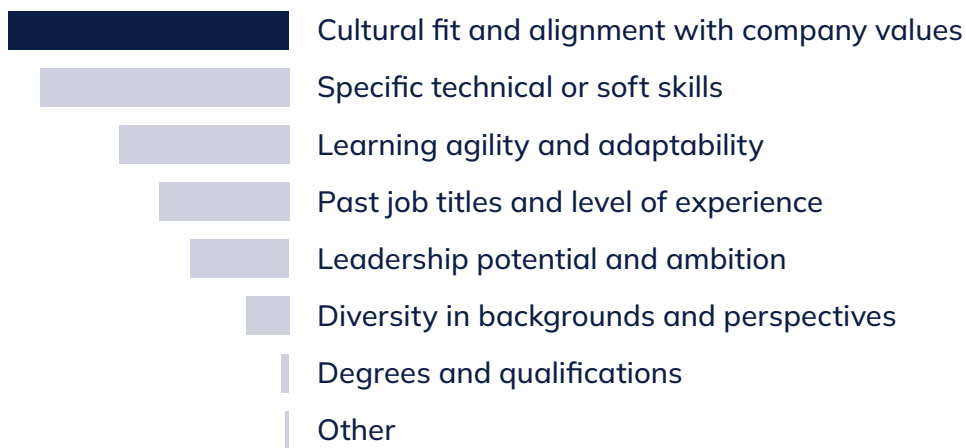 Cultural fit and alignment with company values
Specific technical or soft skills
Learning agility and adaptability
Past job titles and level of experience
Leadership potential and ambition
Diversity in backgrounds and perspectives
Degrees and qualifications
Other